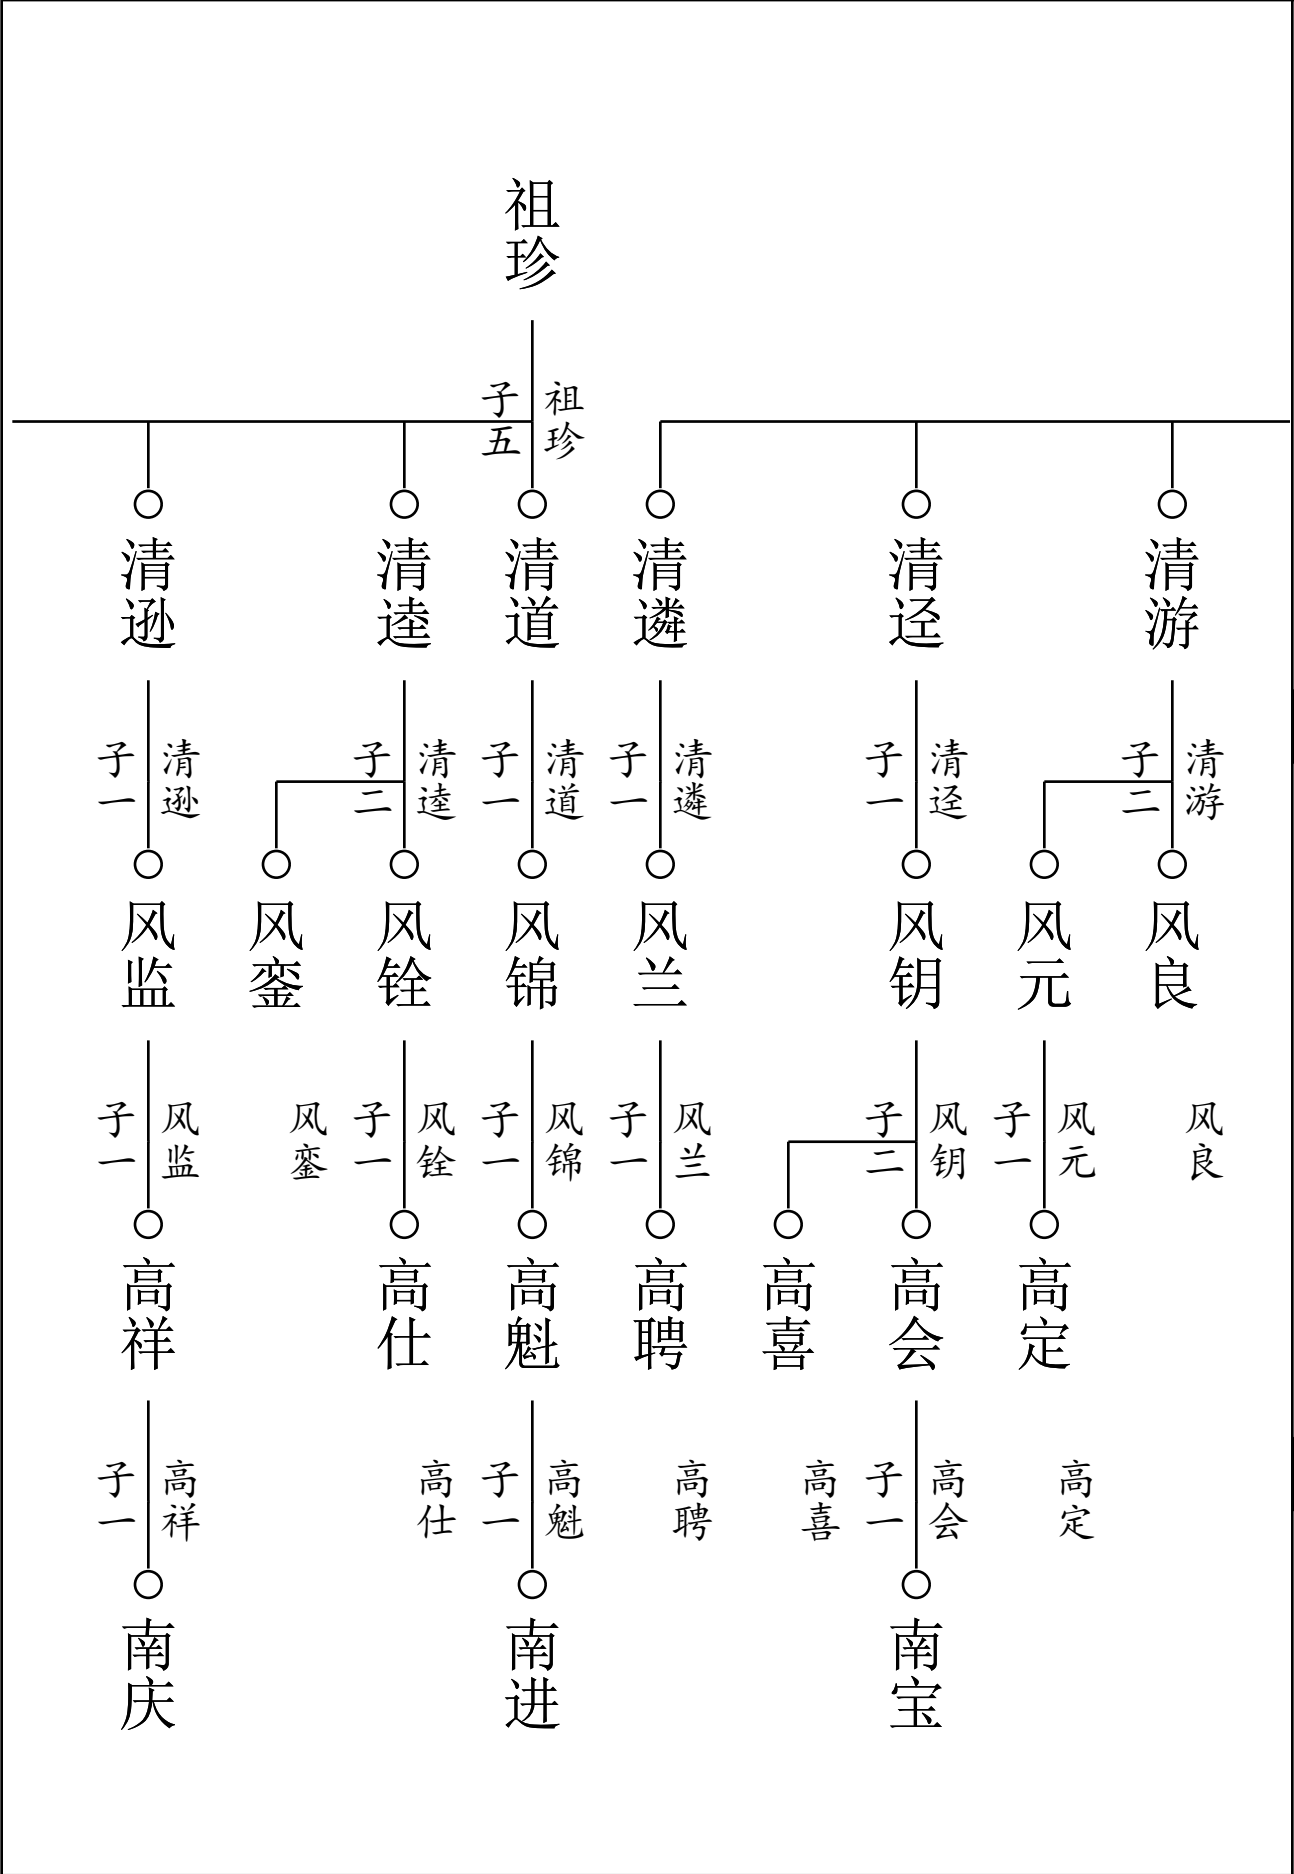 祖珍
祖珍
子五
清游
清迳
清遴
清道
清逵
清逊
清游
子二
清迳
子一
清遴
子一
清道
子一
清逵
子二
清逊
子一
风良
风元
风钥
风兰
风锦
风铨
风銮
风监
风良
风元
子一
风钥
子二
风兰
子一
风锦
子一
风铨
子一
风銮
风监
子一
高定
高会
高喜
高聘
高魁
高仕
高祥
高定
高会
子一
高喜
高聘
高魁
子一
高仕
高祥
子一
南宝
南进
南庆